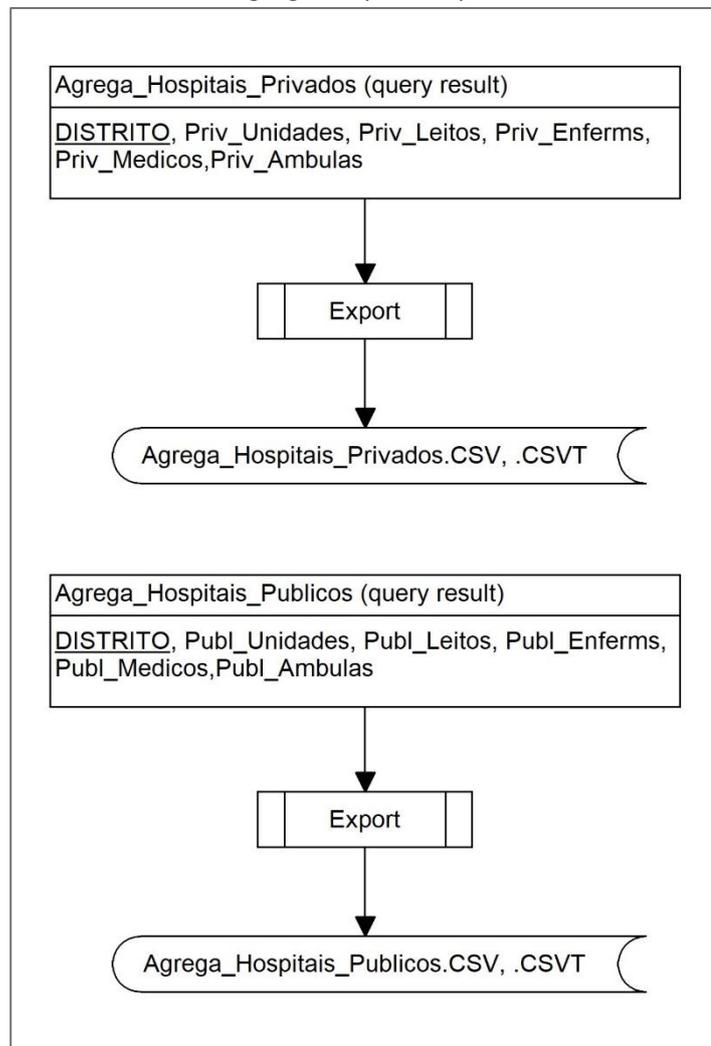 Agrega_Hospitais_Privados (query result)
DISTRITO, Priv_Unidades, Priv_Leitos, Priv_Enferms,
Priv_Medicos,Priv_Ambulas
Export
Agrega_Hospitais_Privados.CSV, .CSVT
Agrega_Hospitais_Publicos (query result)
DISTRITO, Publ_Unidades, Publ_Leitos, Publ_Enferms,
Publ_Medicos,Publ_Ambulas
Export
Agrega_Hospitais_Publicos.CSV, .CSVT